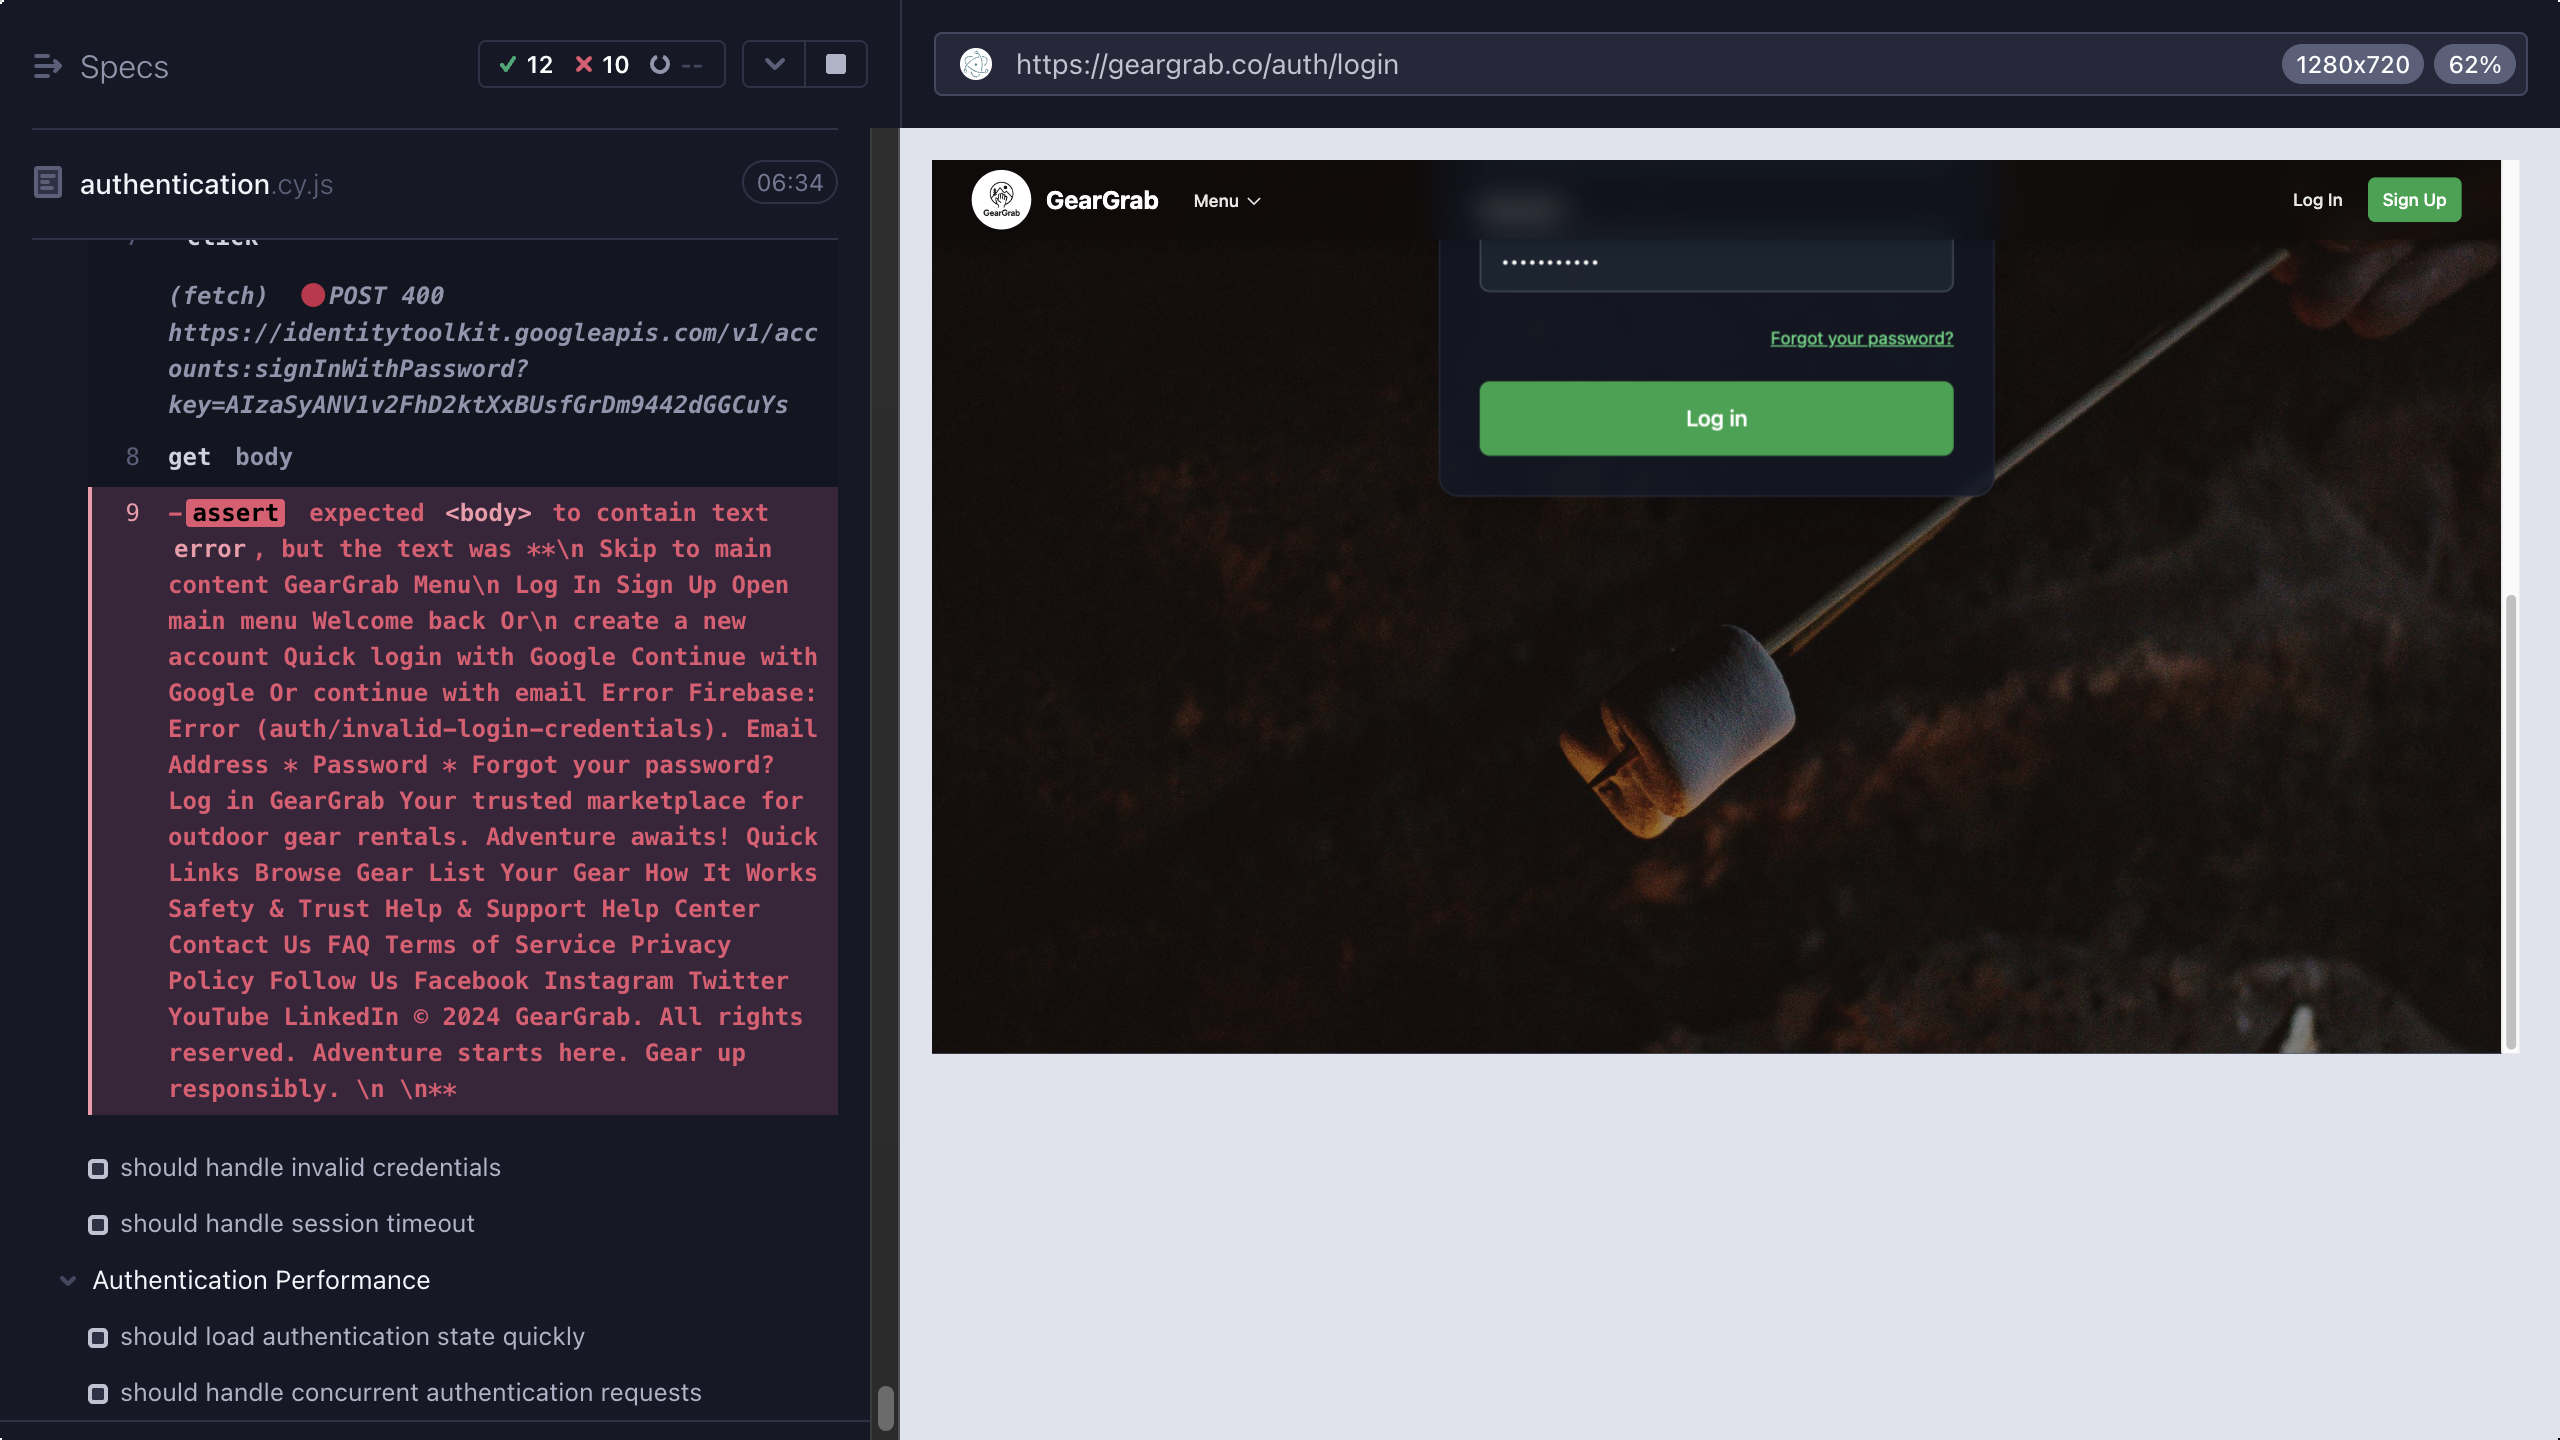 Specs
12
10
--
authentication.cy.js
06:34
7 click
(fetch) POST 400
https://identitytoolkit.googleapis.com/v1/acc
ounts:signInWithPassword?
key=AIzaSyANV1v2FhD2ktXxBUsfGrDm9442dGGCuYs
8 get body
9 -assert expected <body> to contain text
error, but the text was **\n Skip to main
content GearGrab Menu\n Log In Sign Up Open
main menu Welcome back Or\n create a new
account Quick login with Google Continue with
Google Or continue with email Error Firebase:
Error (auth/invalid-login-credentials). Email
Address * Password * Forgot your password?
Log in GearGrab Your trusted marketplace for
outdoor gear rentals. Adventure awaits! Quick
Links Browse Gear List Your Gear How It Works
Safety & Trust Help & Support Help Center
Contact Us FAQ Terms of Service Privacy
Policy Follow Us Facebook Instagram Twitter
YouTube LinkedIn © 2024 GearGrab. All rights
reserved. Adventure starts here. Gear up
responsibly. \n \n**
should handle invalid credentials
should handle session timeout
Authentication Performance
should load authentication state quickly
should handle concurrent authentication requests
https://geargrab.co/auth/login
1280x720
62%
GearGrab
GearGrab
Menu
Log In
Sign Up
Forgot your password?
Log in